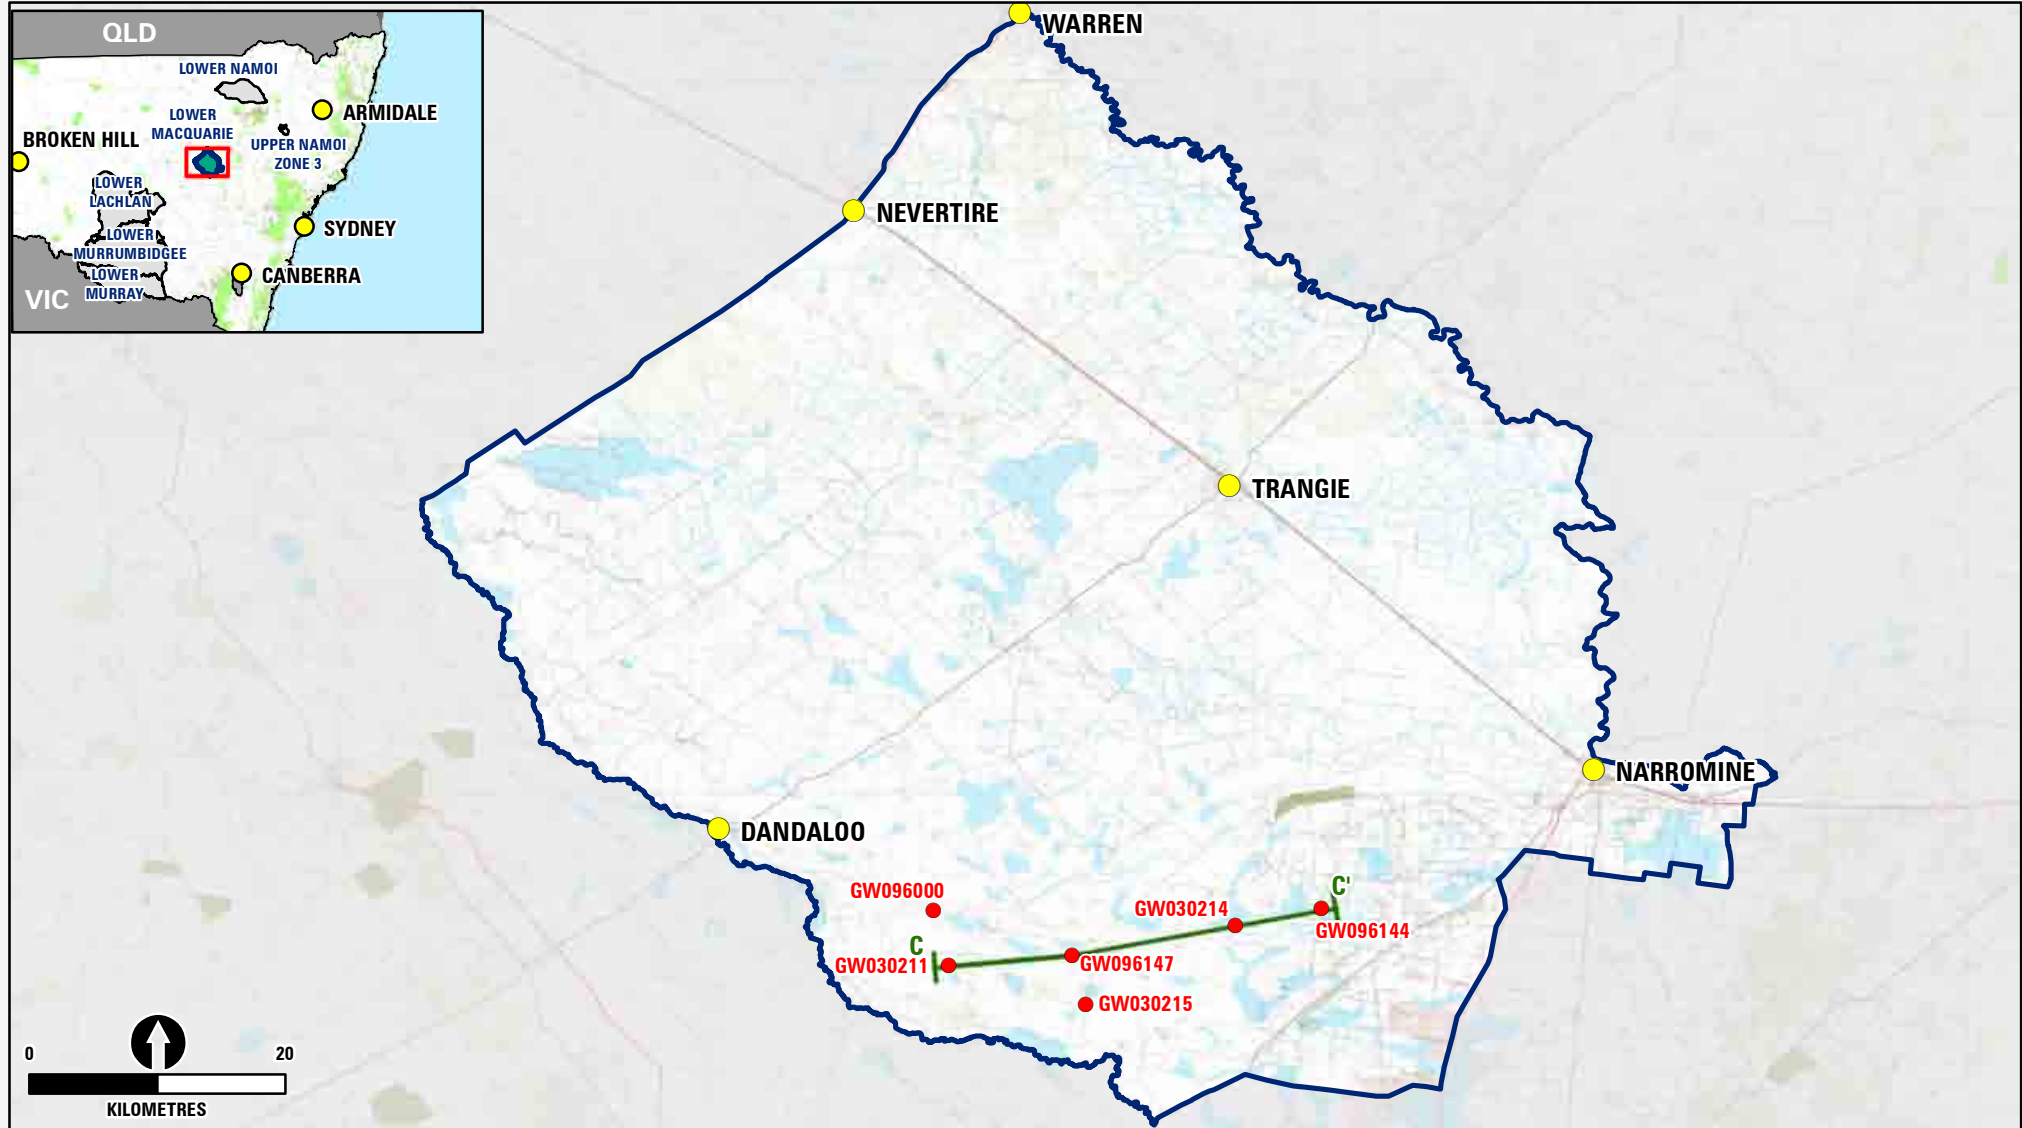 QLD
LOWER NAMOI
ARMIDALE
LOWER
MACQUARIE
BROKEN HILL
UPPER NAMOI
ZONE 3
LOWER
LACHLAN
SYDNEY
LOWER
MURRUMBIDGEE
LOWER
MURRAY
CANBERRA
VIC
WARREN
NEVERTIRE
TRANGIE
NARROMINE
DANDALOO
GW096000
C'
GW030214
GW096144
C
GW030211
GW096147
GW030215
0 20
KILOMETRES